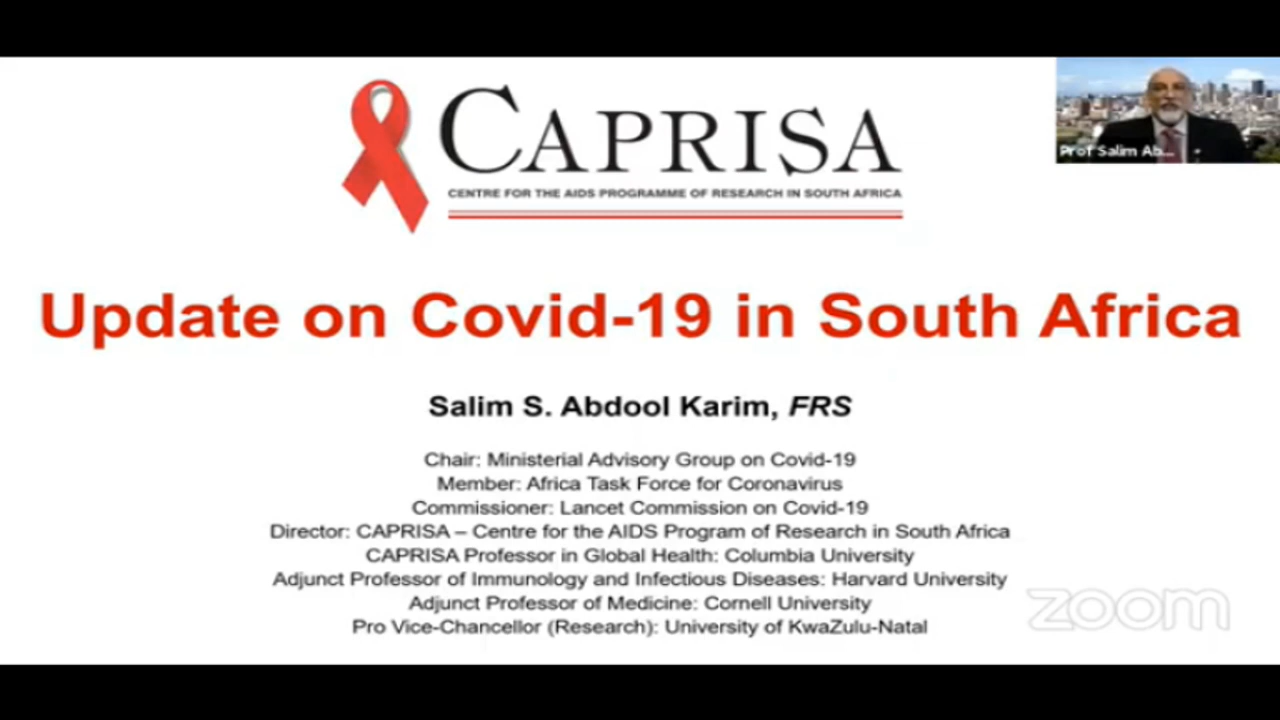 CAPRISA
CENTRE FOR THE AIDS PROGRAMME OF RESEARCH IN SOUTH AFRICA
Prof Salim Ab...
Update on Covid-19 in South Africa
Salim S. Abdool Karim, FRS
Chair: Ministerial Advisory Group on Covid-19
Member: Africa Task Force for Coronavirus
Commissioner: Lancet Commission on Covid-19
Director: CAPRISA – Centre for the AIDS Program of Research in South Africa
CAPRISA Professor in Global Health: Columbia University
Adjunct Professor of Immunology and Infectious Diseases: Harvard University
Adjunct Professor of Medicine: Cornell University
Pro Vice-Chancellor (Research): University of KwaZulu-Natal
zoom